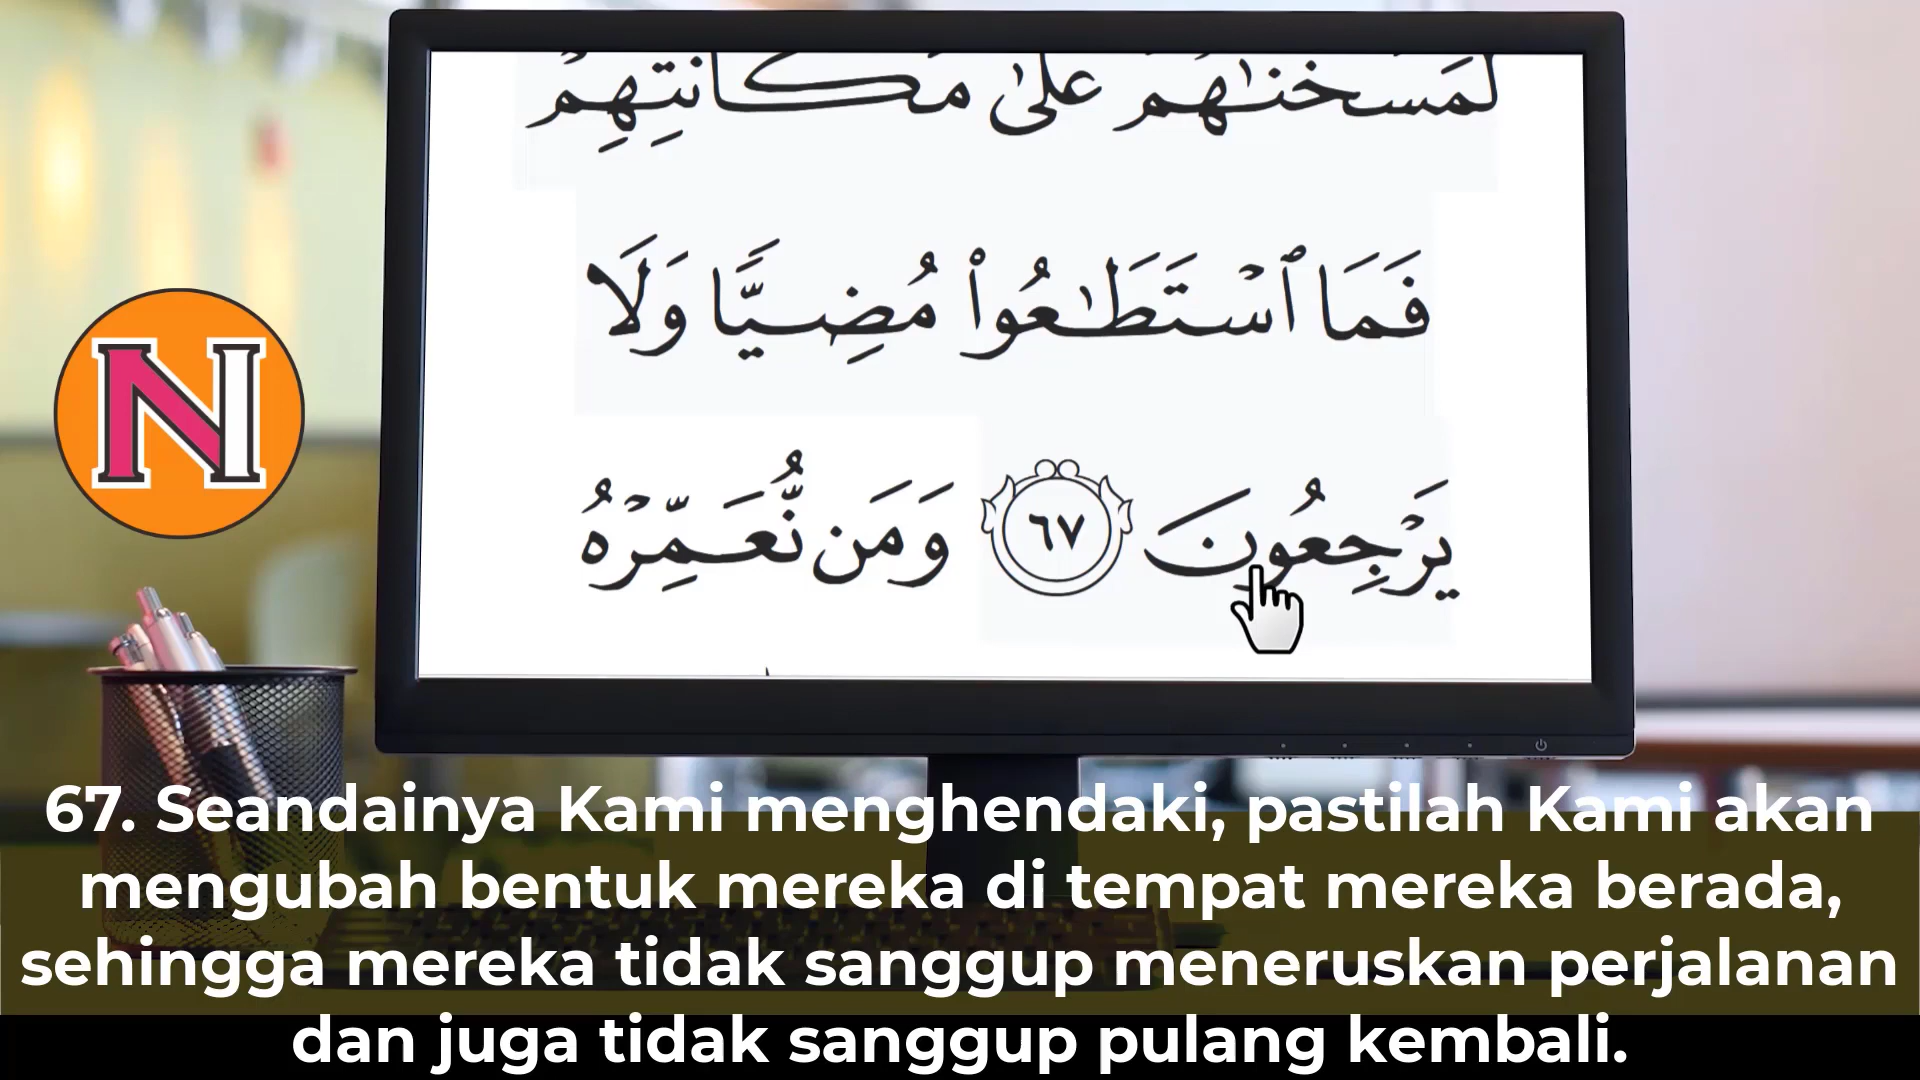 لَمَسَخْنَٰهُمْ عَلَىٰ مَكَانَتِهِمْ
فَمَا ٱسْتَطَٰعُوا۟ مُضِيًّا وَلَا
يَرْجِعُونَ ٦٧ وَمَن نُّعَمِّرْهُ
N
67. Seandainya Kami menghendaki, pastilah Kami akan
mengubah bentuk mereka di tempat mereka berada,
sehingga mereka tidak sanggup meneruskan perjalanan
dan juga tidak sanggup pulang kembali.